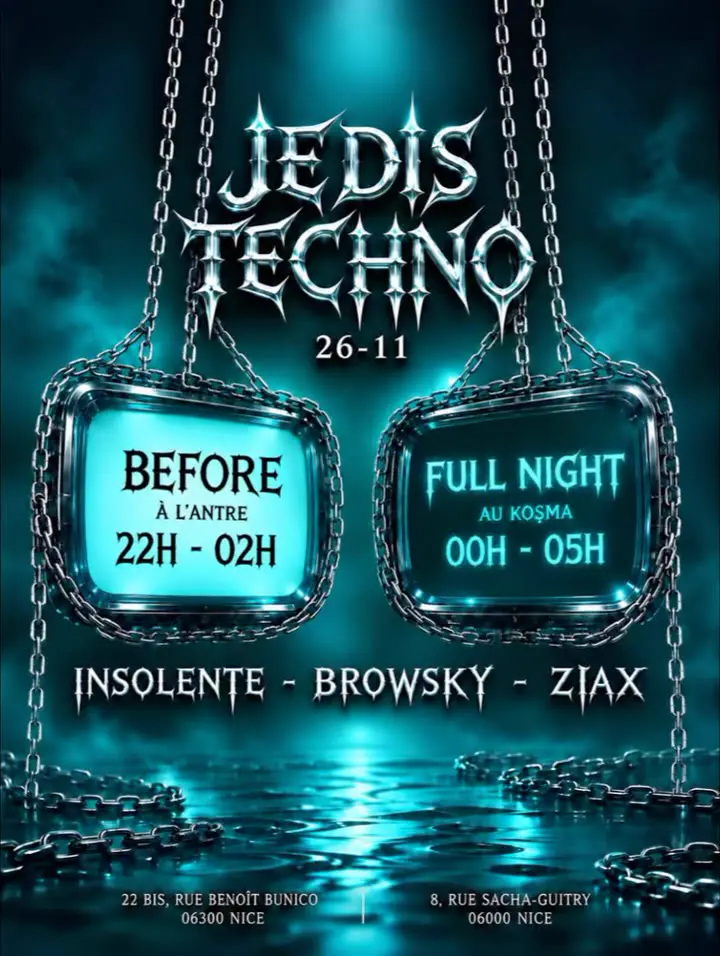 JEDIS
TECHNO
26-11
BEFORE
À L'ANTRE
22H - 02H
FULL NIGHT
AU KOȘMA
00H - 05H
INSOLENTE - BROWSKY - ZIAX
22 BIS, RUE BENOÎT BUNICO
06300 NICE
8, RUE SACHA-GUITRY
06000 NICE